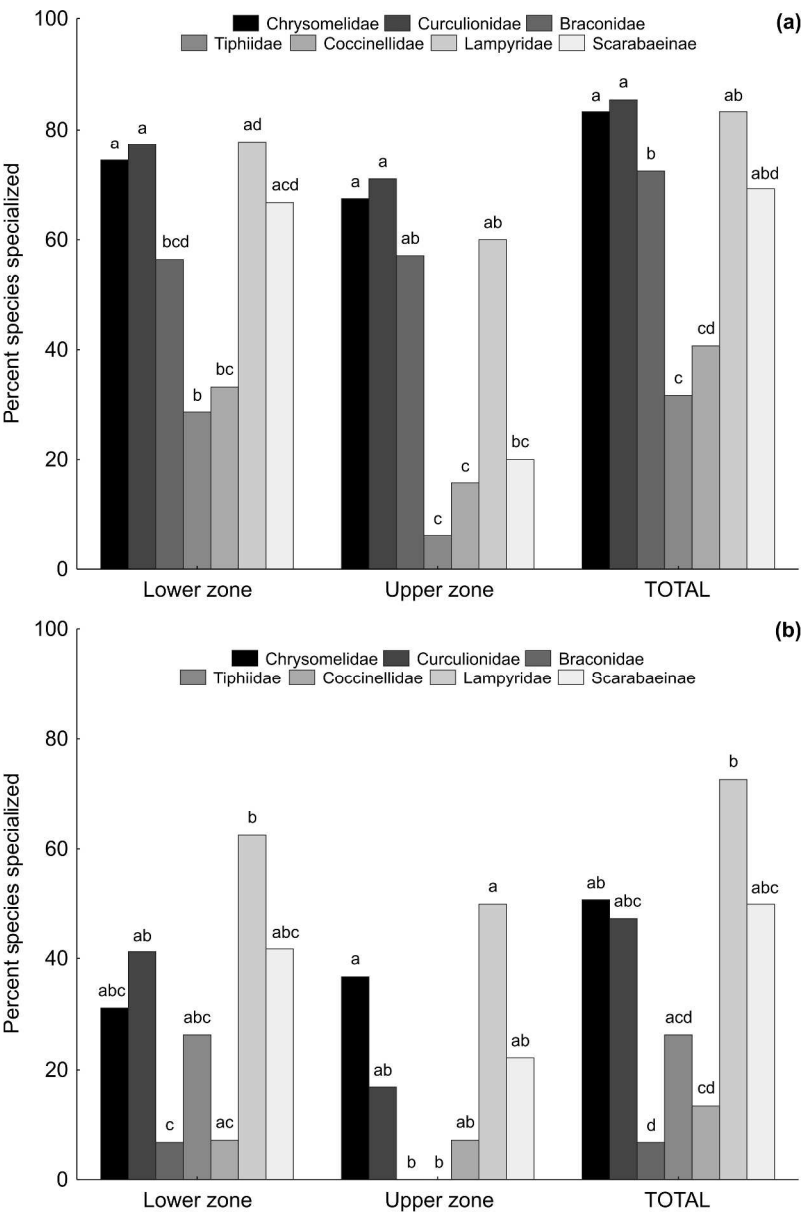 (a)
100
Chrysomelidae Curculionidae Braconidae
Tiphiidae Coccinellidae Lampyridae Scarabaeinae
a a ab
80 a a ad b
a a abd
acd
60 bcd ab ab
Percent species specialized
40 cd
bc c
b
20 bc
c
c
0
Lower zone Upper zone TOTAL
(b)
100
Chrysomelidae Curculionidae Braconidae
Tiphiidae Coccinellidae Lampyridae Scarabaeinae
80
b
b
60
a ab abc
ab abc abc
Percent species specialized
40 a
abc
abc acd
ab
20 ab
cd
c ac ab d
b b
0
Lower zone Upper zone TOTAL